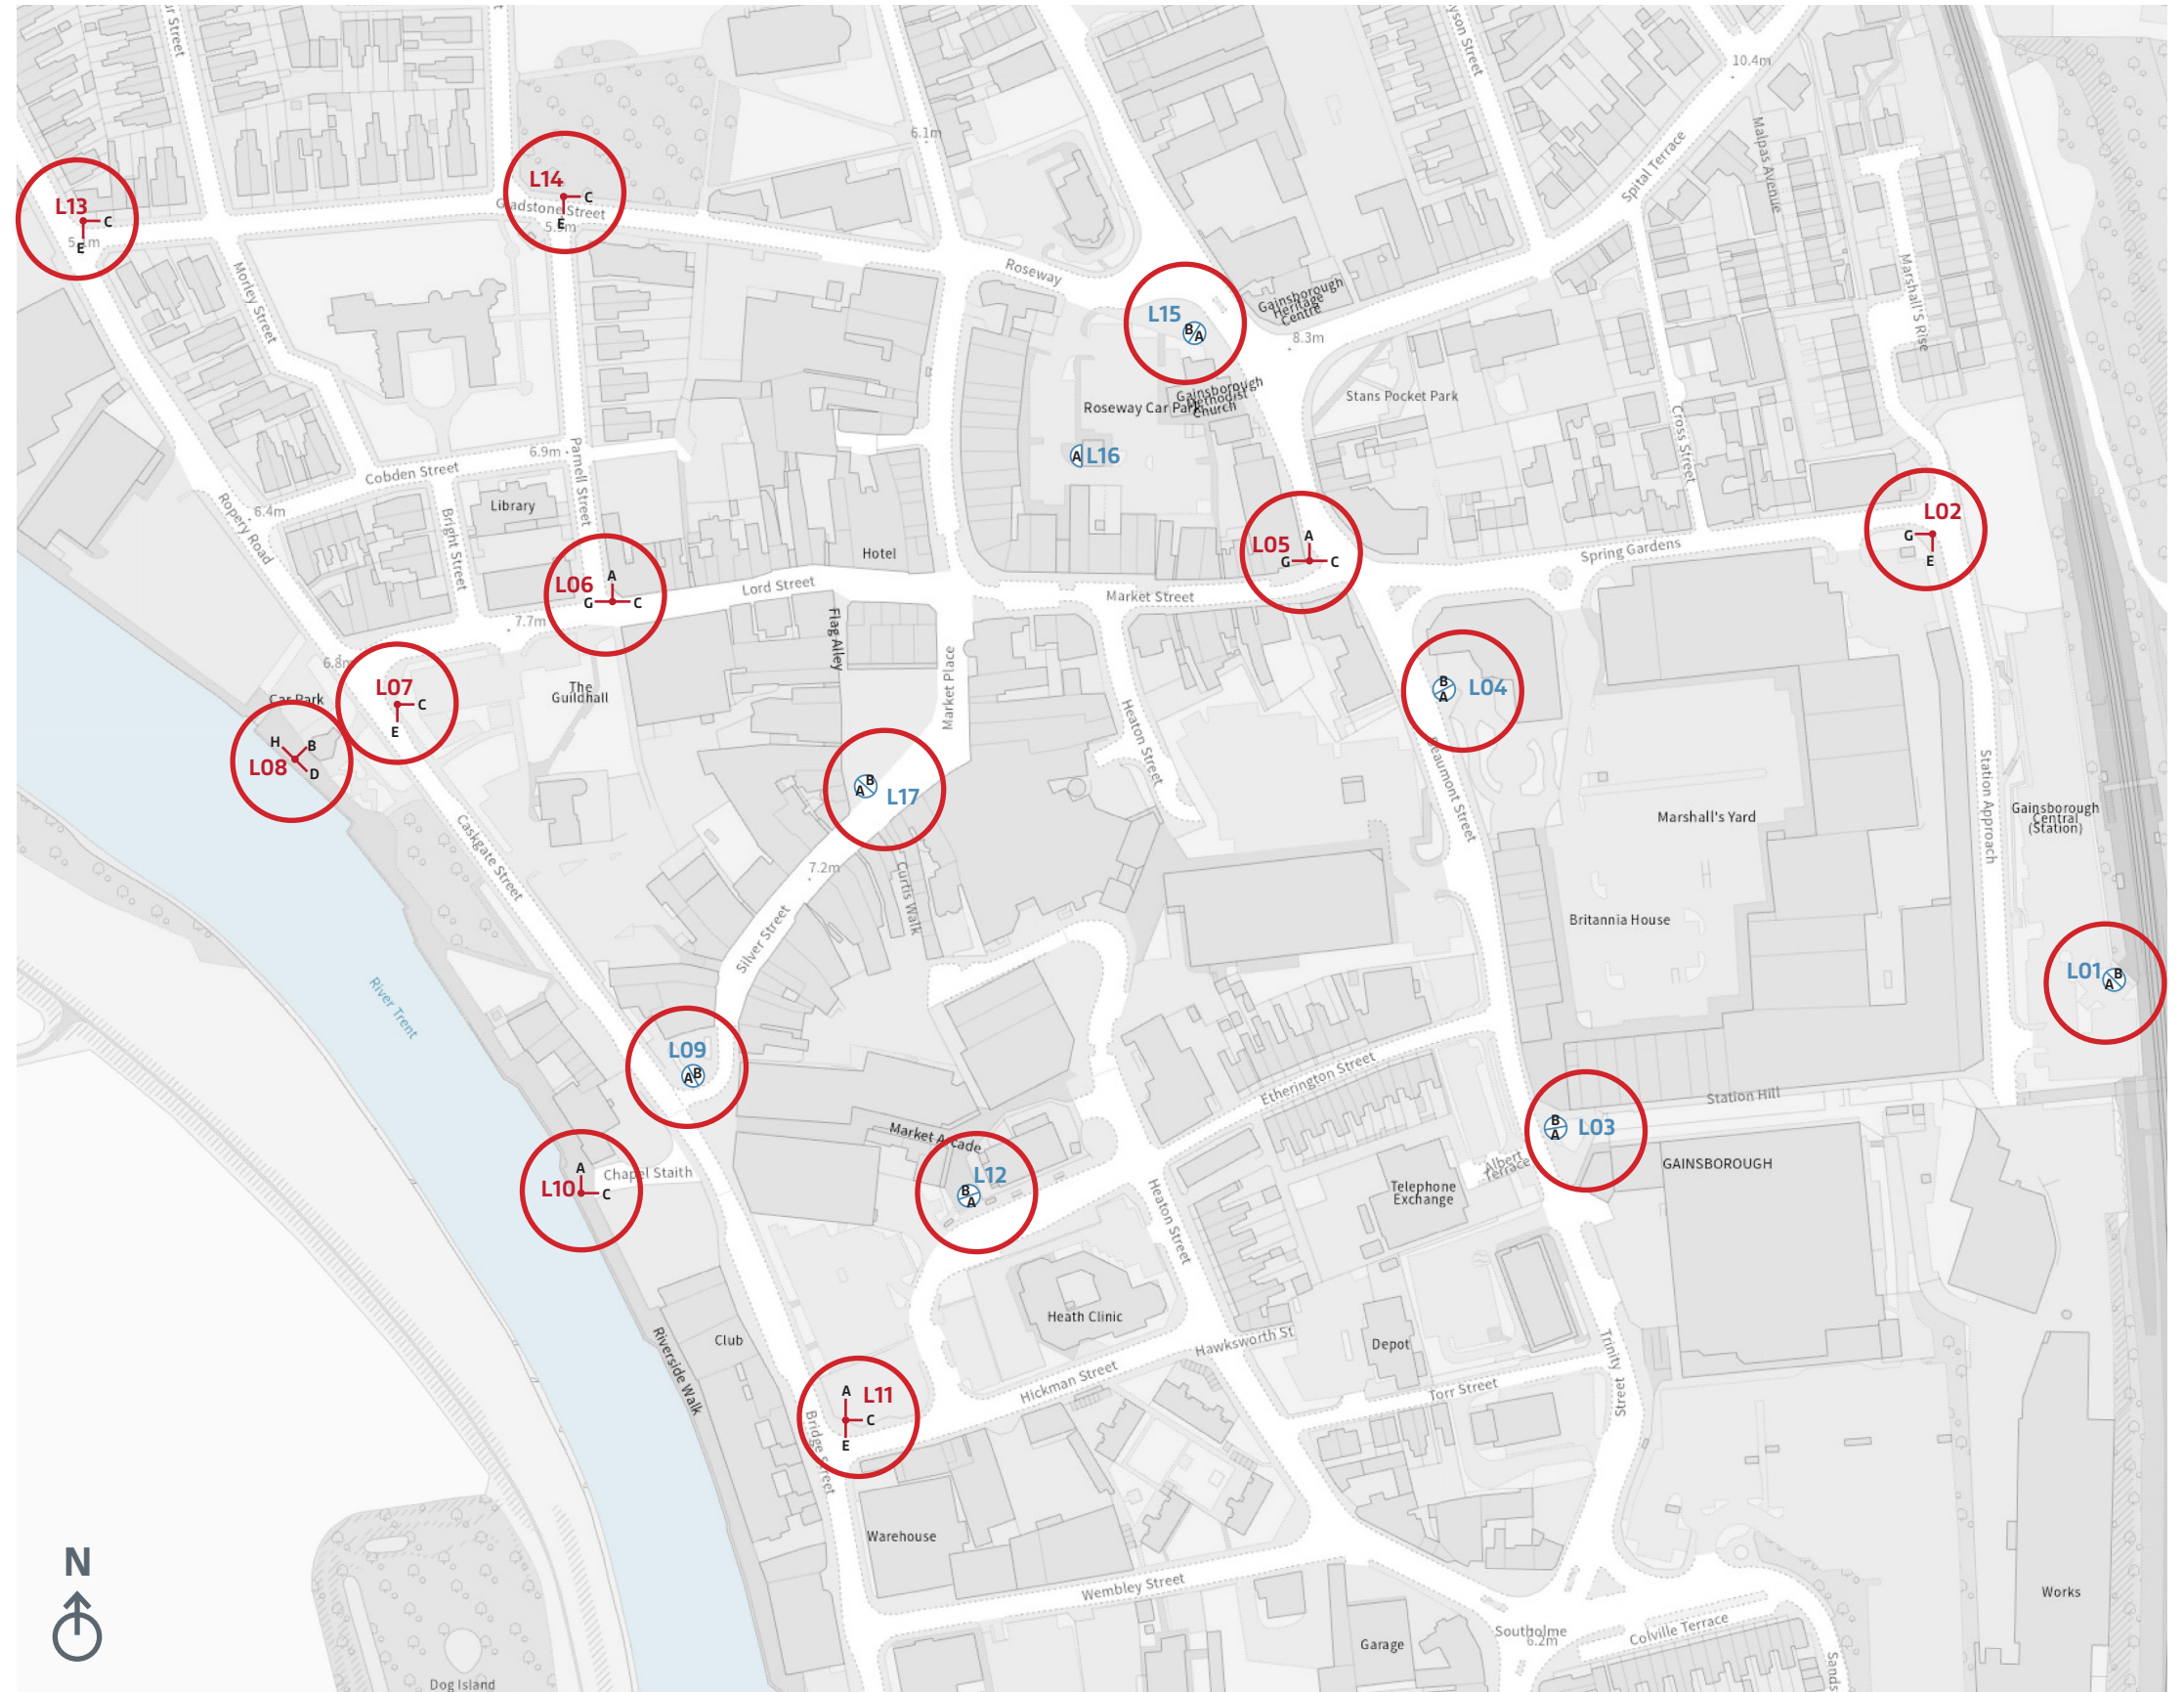 10.4m
6.1m
Spital Terrace
Malpas Avenue
L14
C
Gladstone Street
E
L13
C
E
Morley Street
Roseway
Gainsborough
Heritage
Centre
Marshall'S Rise
L15
B
A
8.3m
Gainsborough
Methodist
Church
Roseway Car Park
Stans Pocket Park
Cross Street
Parnell Street
6.9m
Cobden Street
A
L16
Library
6.4m
Ropery Road
Bright Street
L02
G
E
Hotel
A
L05
G
C
Spring Gardens
A
L06
G
C
Lord Street
Market Street
7.7m
Flag Alley
6.8m
L07
C
E
The
Guildhall
Market Place
Car Park
B
A
L04
Heaton Street
Beaumont Street
H
B
L08
D
B
A
L17
Station Approach
Marshall's Yard
Gainsborough
Central
(Station)
Caskgate Street
7.2m
Curtis Walk
Silver Street
Britannia House
River Trent
L01
B
A
L09
A
B
Etherington Street
Station Hill
B
A
L03
Market Arcade
Albert
Terrace
GAINSBOROUGH
A
L10
C
Chapel Staith
L12
B
A
Telephone
Exchange
Heaton Street
Heath Clinic
Riverside Walk
Club
Hawksworth St
Depot
Trinity
Street
Hickman Street
Torr Street
A
L11
C
E
Bridge Street
Warehouse
N
Wembley Street
Works
Southolme
6.2m
Colville Terrace
Garage
Dog Island